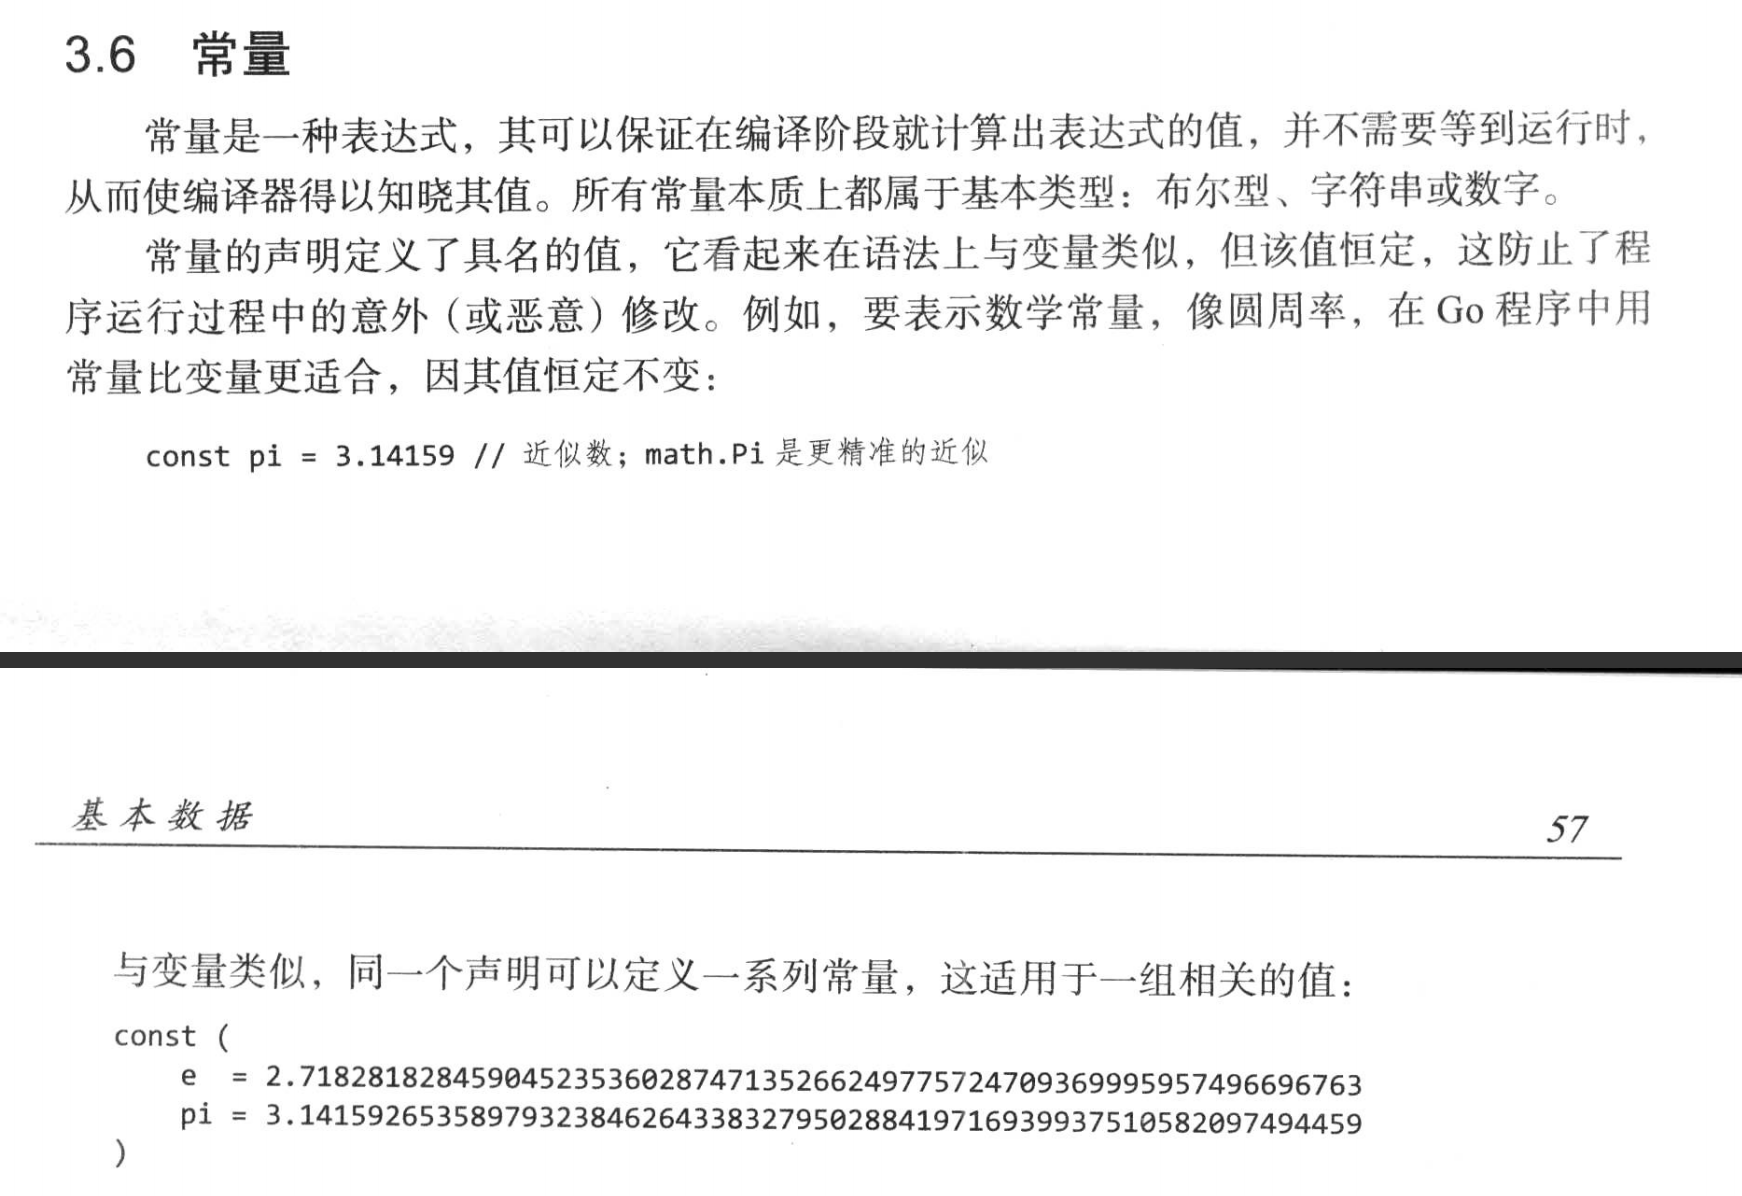 3.6 常量
常量是一种表达式，其可以保证在编译阶段就计算出表达式的值，并不需要等到运行时，
从而使编译器得以知晓其值。所有常量本质上都属于基本类型：布尔型、字符串或数字。
常量的声明定义了具名的值，它看起来在语法上与变量类似，但该值恒定，这防止了程
序运行过程中的意外（或恶意）修改。例如，要表示数学常量，像圆周率，在 Go 程序中用
常量比变量更适合，因其值恒定不变：
const pi = 3.14159 // 近似数；math.Pi 是更精准的近似
基本数据 57
与变量类似，同一个声明可以定义一系列常量，这适用于一组相关的值：
const (
e = 2.71828182845904523536028747135266249775724709369995957496696763
pi = 3.14159265358979323846264338327950288419716939937510582097494459
)